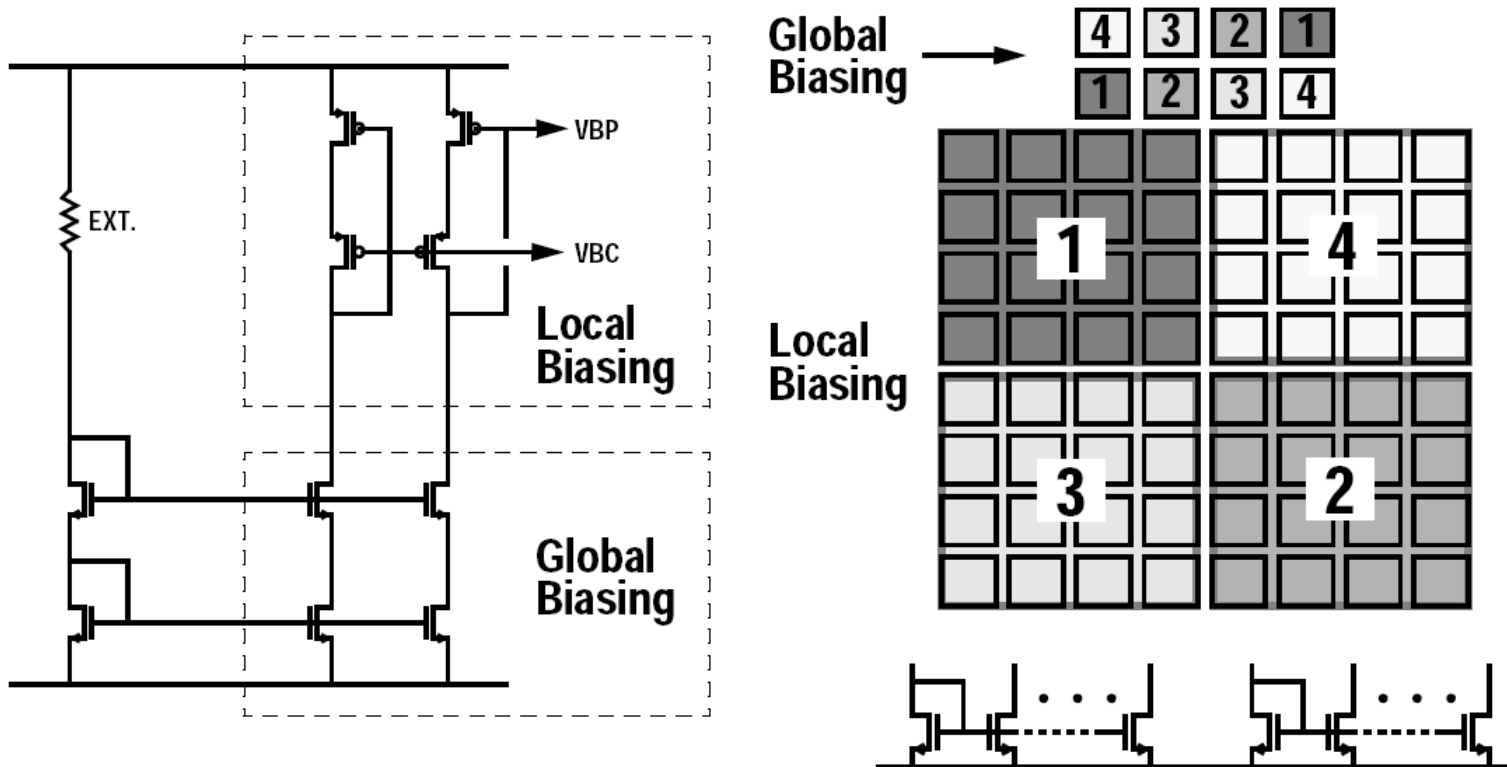 VBP
EXT.
VBC
Local
Biasing
Global
Biasing
Global
Biasing
4 3 2 1
1 2 3 4
Local
Biasing
1 4
3 2